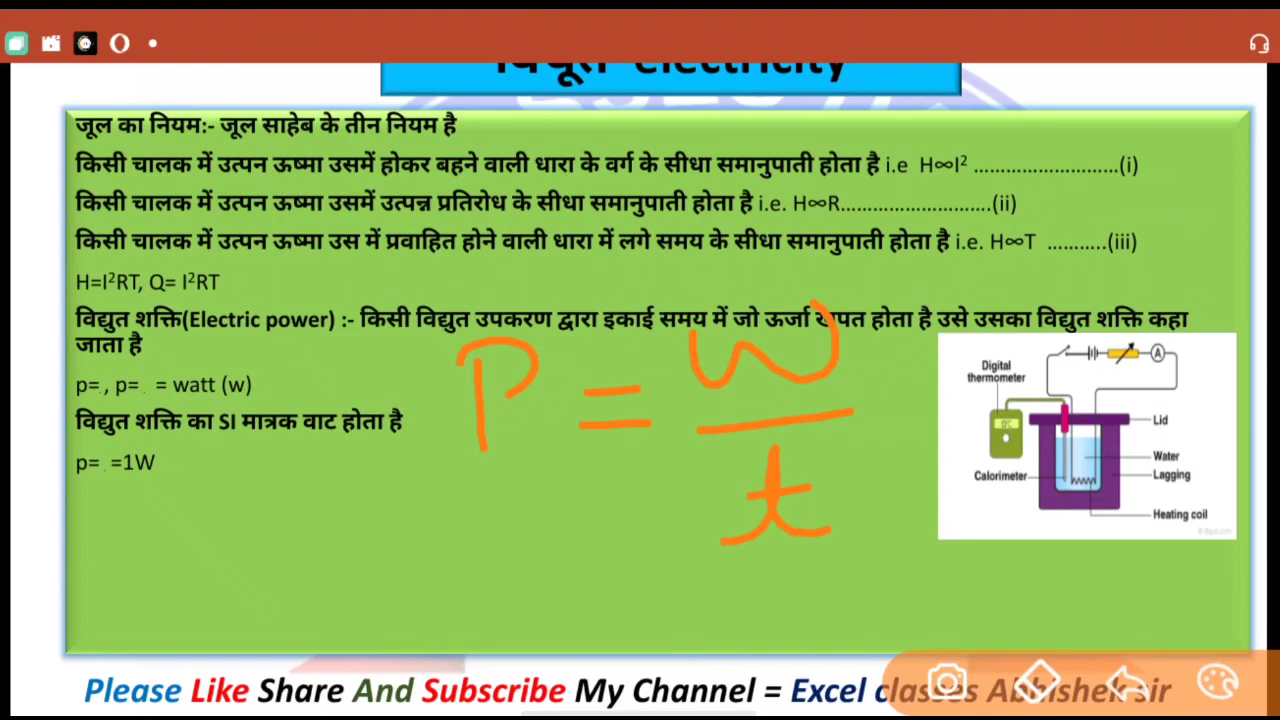 विधूत electricity
जूल का नियमः- जूल साहेब के तीन नियम है
किसी चालक में उत्पन ऊष्मा उसमें होकर बहने वाली धारा के वर्ग के सीधा समानुपाती होता है i.e H∞I² ...........................(i)
किसी चालक में उत्पन ऊष्मा उसमें उत्पन्न प्रतिरोध के सीधा समानुपाती होता है i.e. H∞R............................(ii)
किसी चालक में उत्पन ऊष्मा उस में प्रवाहित होने वाली धारा में लगे समय के सीधा समानुपाती होता है i.e. H∞T ...........(iii)
H=I²RT, Q= I²RT
विद्युत शक्ति(Electric power) :- किसी विद्युत उपकरण द्वारा इकाई समय में जो ऊर्जा खपत होता है उसे उसका विद्युत शक्ति कहा
जाता है
p= , p= = watt (w)
विद्युत शक्ति का SI मात्रक वाट होता है
p= =1W
P = W
t
Digital
thermometer
A
Lid
Water
Calorimeter
Lagging
Heating coil
Please Like Share And Subscribe My Channel = Excel classes Abhishek sir